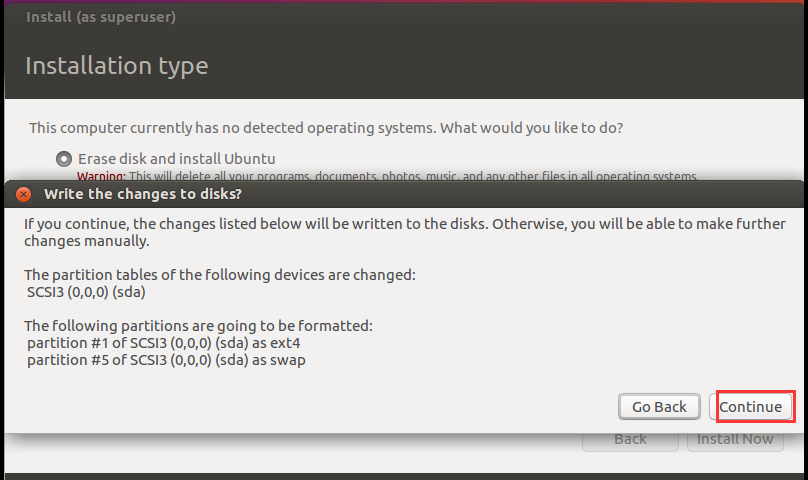 Install (as superuser)
Installation type
This computer currently has no detected operating systems. What would you like to do?
Erase disk and install Ubuntu
Warning: This will delete all your programs, documents, photos, music, and any other files in all operating systems.
Write the changes to disks?
If you continue, the changes listed below will be written to the disks. Otherwise, you will be able to make further
changes manually.
The partition tables of the following devices are changed:
SCSI3 (0,0,0) (sda)
The following partitions are going to be formatted:
partition #1 of SCSI3 (0,0,0) (sda) as ext4
partition #5 of SCSI3 (0,0,0) (sda) as swap
Go Back Continue
Back Install Now